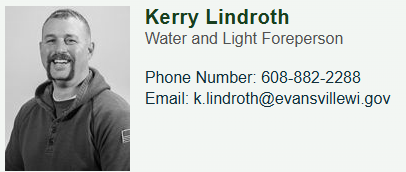 Kerry Lindroth
Water and Light Foreperson
Phone Number: 608-882-2288
Email: k.lindroth@evansvillewi.gov